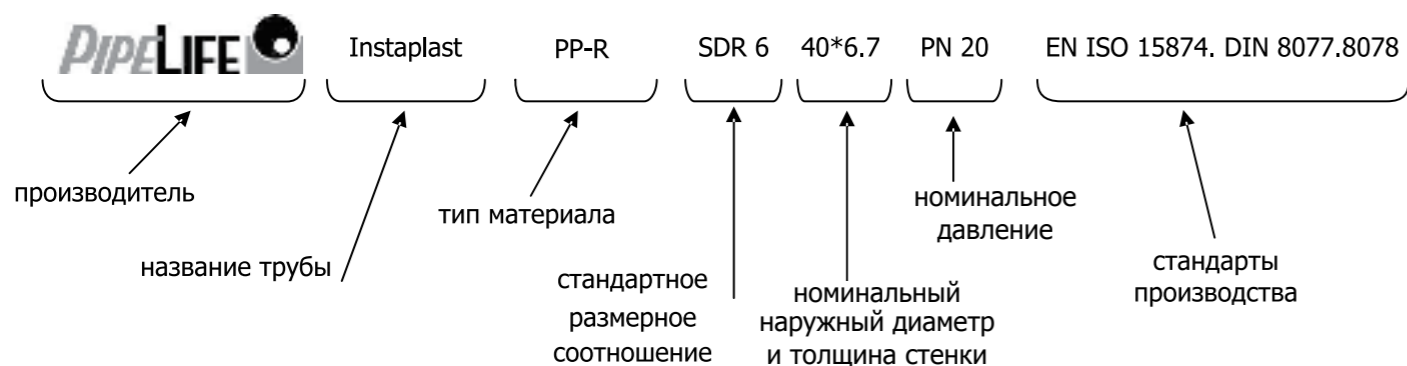 PIPELIFE Instaplast PP-R SDR 6 40*6.7 PN 20 EN ISO 15874. DIN 8077.8078
производитель
название трубы
тип материала
стандартное
размерное
соотношение
номинальный
наружный диаметр
и толщина стенки
номинальное
давление
стандарты
производства